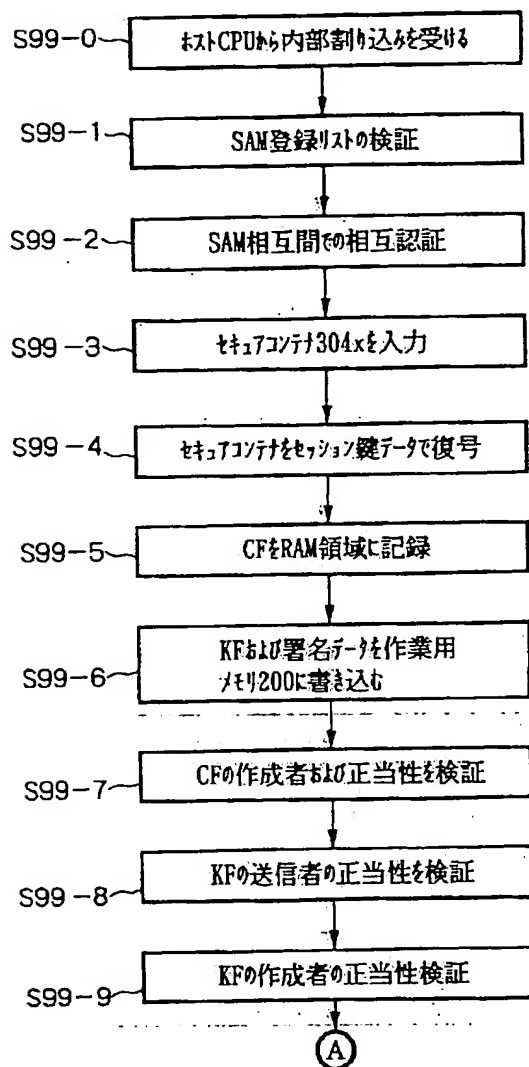 S99-0
ホストCPUから内部割り込みを受ける
S99-1
SAM登録リストの検証
S99-2
SAM相互間での相互認証
S99-3
セキュアコンテナ304xを入力
S99-4
セキュアコンテナをセッション鍵データで復号
S99-5
CFをRAM領域に記録
S99-6
KFおよび署名データを作業用
メモリ200に書き込む
S99-7
CFの作成者および正当性を検証
S99-8
KFの送信者の正当性を検証
S99-9
KFの作成者の正当性検証
A